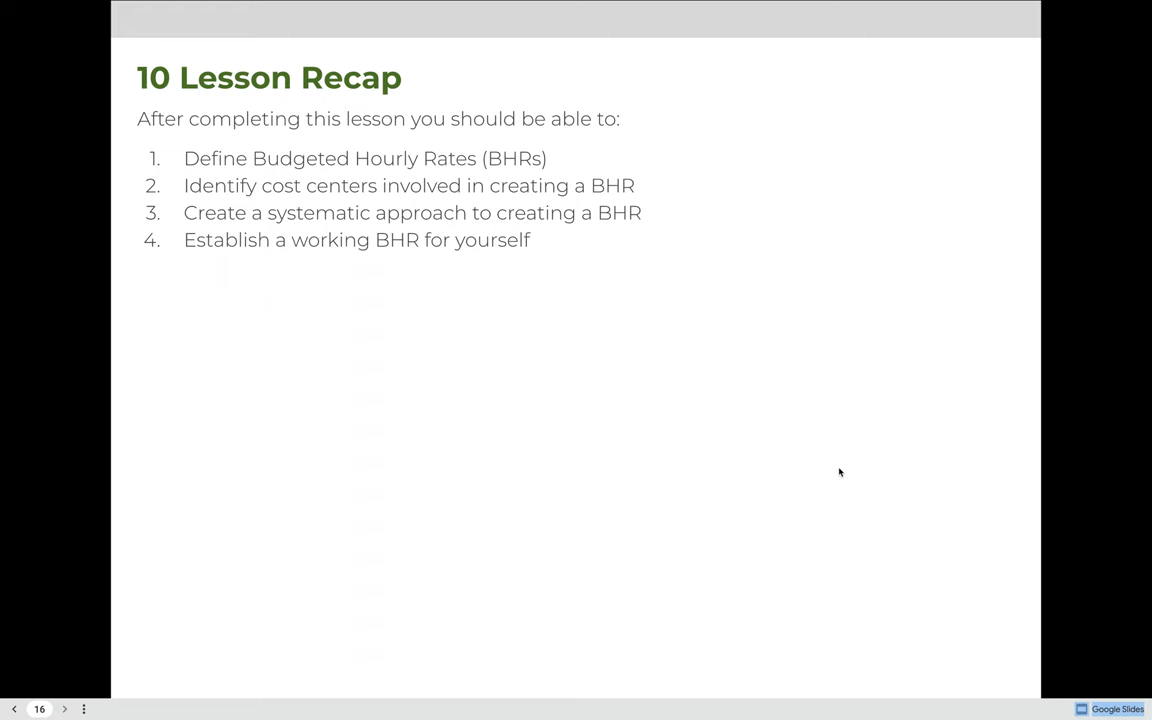 10 Lesson Recap
After completing this lesson you should be able to:
1. Define Budgeted Hourly Rates (BHRs)
2. Identify cost centers involved in creating a BHR
3. Create a systematic approach to creating a BHR
4. Establish a working BHR for yourself
16
Google Slides